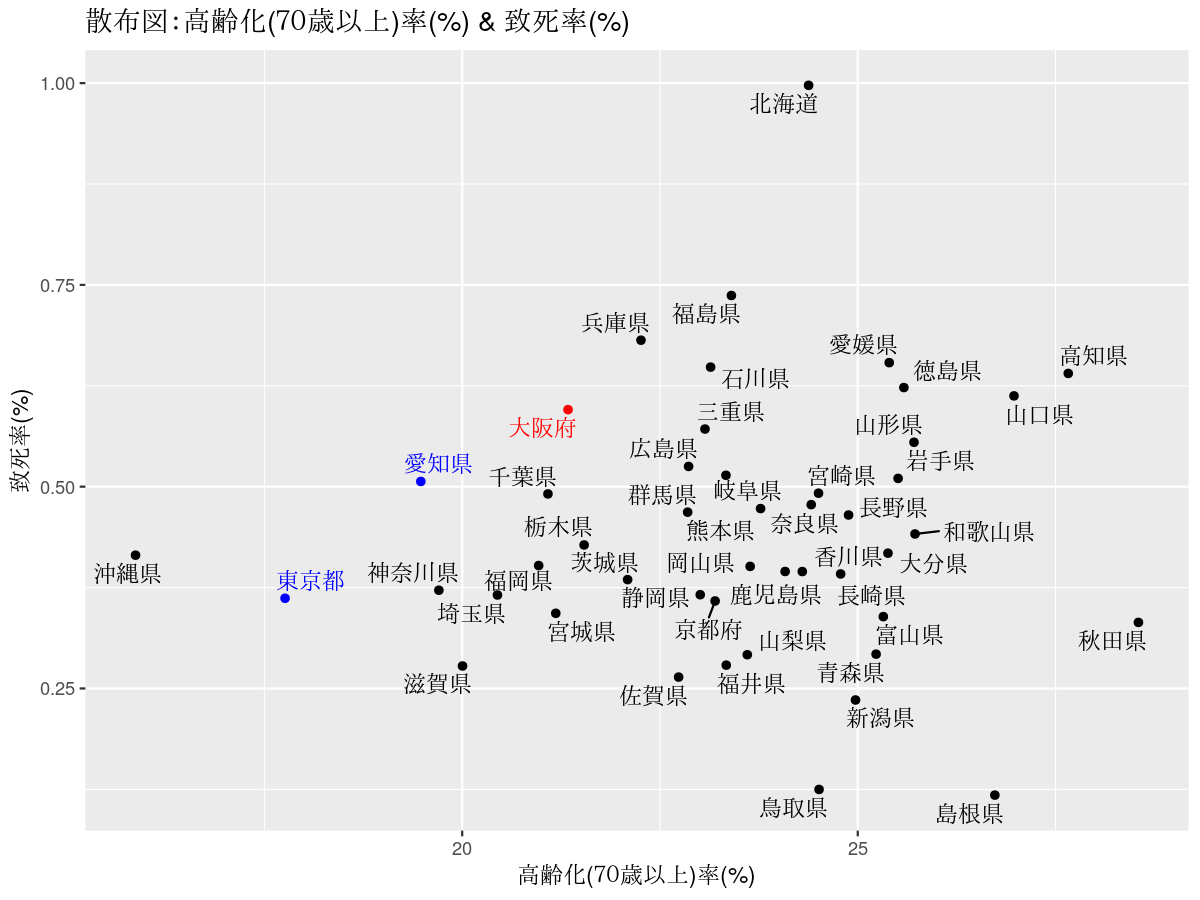 散布図:高齢化(70歳以上)率(%) & 致死率(%)
1.00
北海道
0.75
福島県
兵庫県
愛媛県
高知県
石川県
徳島県
三重県
山口県
大阪府
山形県
広島県
岩手県
愛知県
千葉県
宮崎県
0.50
岐阜県
群馬県
長野県
奈良県
栃木県
熊本県
和歌山県
香川県
茨城県
岡山県
大分県
沖縄県
神奈川県
東京都
福岡県
鹿児島県
長崎県
静岡県
埼玉県
宮城県
京都府
富山県
山梨県
秋田県
青森県
滋賀県
福井県
0.25
佐賀県
新潟県
鳥取県
島根県
致死率(%)
20
25
高齢化(70歳以上)率(%)